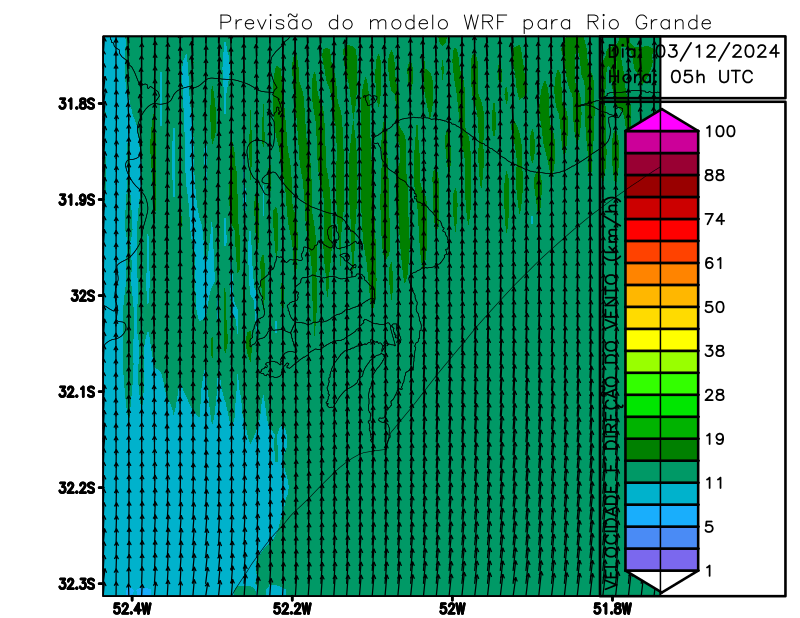 Previsão do modelo WRF para Rio Grande
Dia: 03/12/2024
Hora: 05h UTC
31.8S
31.9S
32S
32.1S
32.2S
32.3S
52.4W
52.2W
52W
51.8W
VELOCIDADE E DIREÇÃO DO VENTO (km/h)
100
88
74
61
50
38
28
19
11
5
1